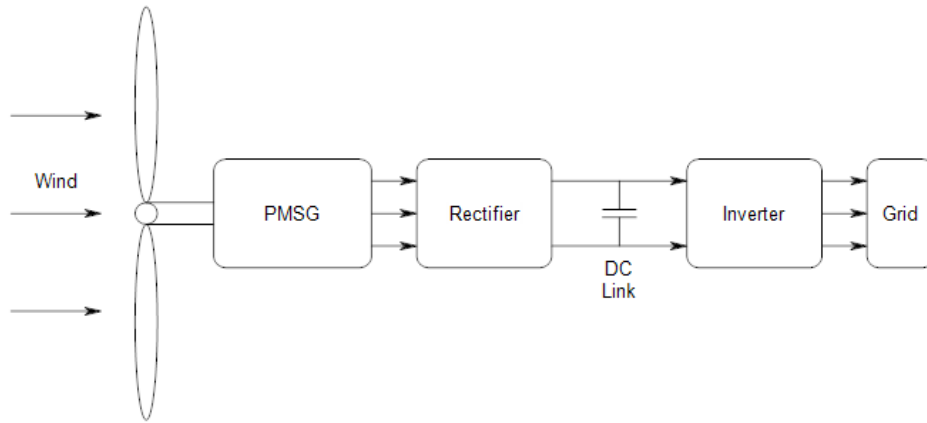 Wind
PMSG
Rectifier
DC
Link
Inverter
Grid